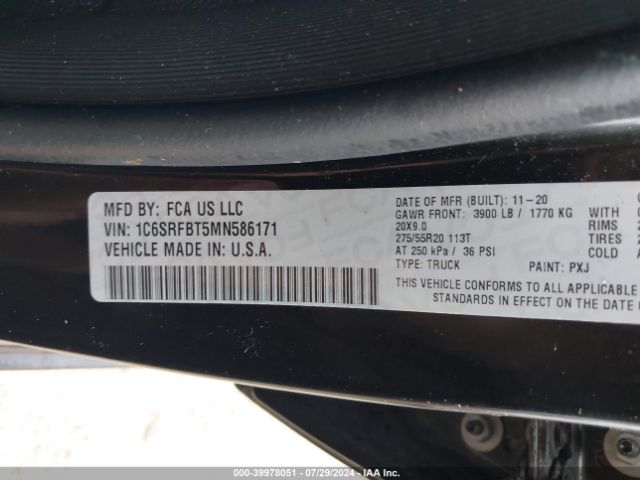 MFD BY: FCA US LLC
VIN: 1C6SRFBT5MN586171
VEHICLE MADE IN: U.S.A.
DATE OF MFR (BUILT): 11-20
GAWR FRONT: 3900 LB / 1770 KG WITH
20X9.0 RIMS
275/55R20 113T TIRES
AT 250 kPa / 36 PSI COLD
TYPE: TRUCK PAINT: PXJ
THIS VEHICLE CONFORMS TO ALL APPLICABLE
STANDARDS IN EFFECT ON THE DATE
000-39978051 / 07/29/2024 / IAA Inc.